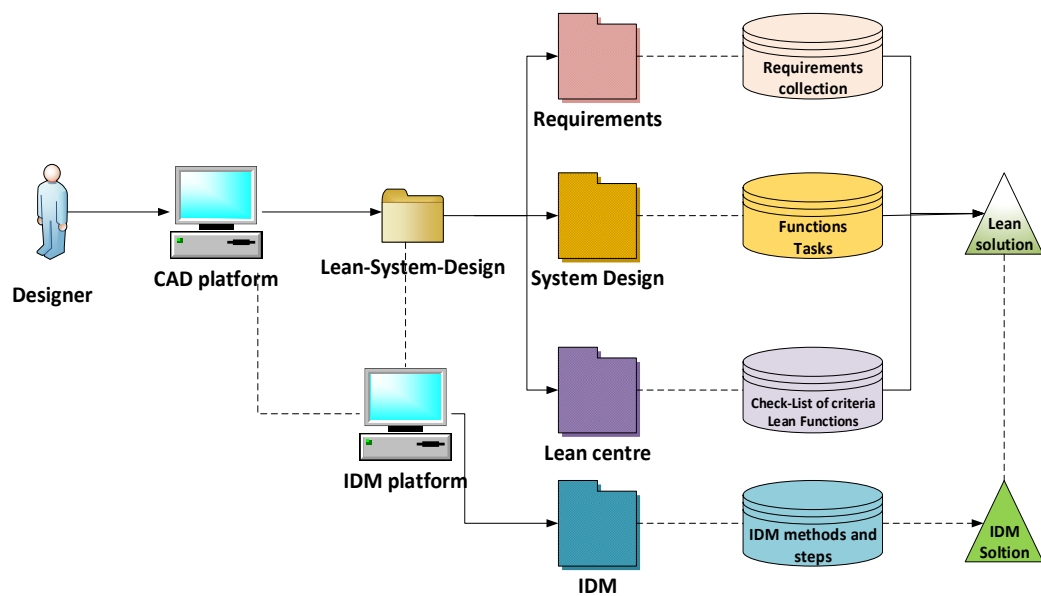 Requirements
collection
Requirements
Functions
Tasks
Lean
solution
CAD platform
Lean-System-Design
System Design
Designer
Check-List of criteria
Lean Functions
Lean centre
IDM platform
IDM methods and
steps
IDM
Soltion
IDM